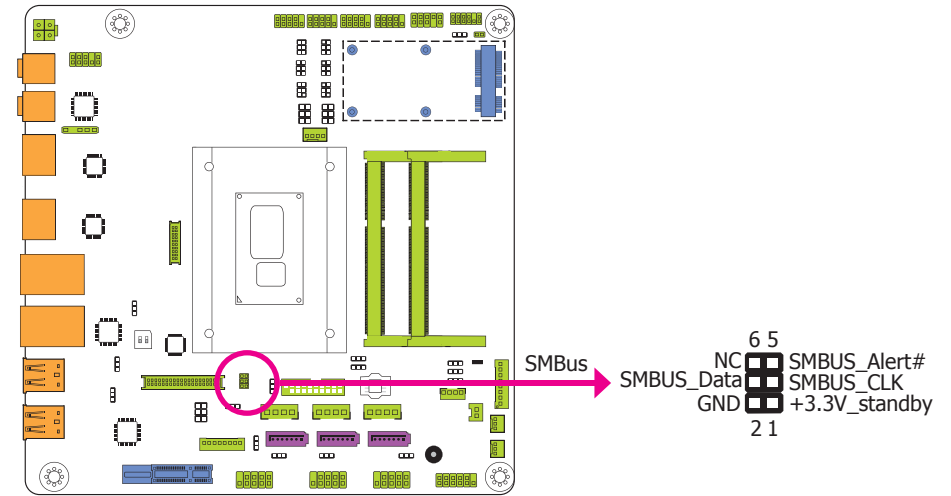 SMBus
6 5
NC SMBUS_Alert#
SMBUS_Data SMBUS_CLK
GND +3.3V_standby
2 1